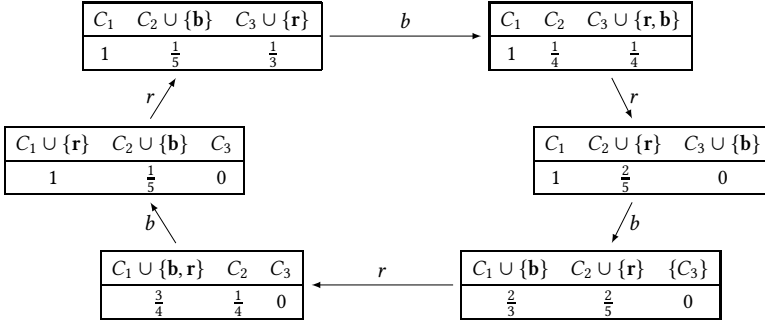 C₁ C₂ ∪ {b} C₃ ∪ {r}
1 1/5 1/3
b
C₁ C₂ C₃ ∪ {r, b}
1 1/4 1/4
r
r
C₁ ∪ {r} C₂ ∪ {b} C₃
1 1/5 0
C₁ C₂ ∪ {r} C₃ ∪ {b}
1 2/5 0
b
b
C₁ ∪ {b, r} C₂ C₃
3/4 1/4 0
r
C₁ ∪ {b} C₂ ∪ {r} {C₃}
2/3 2/5 0